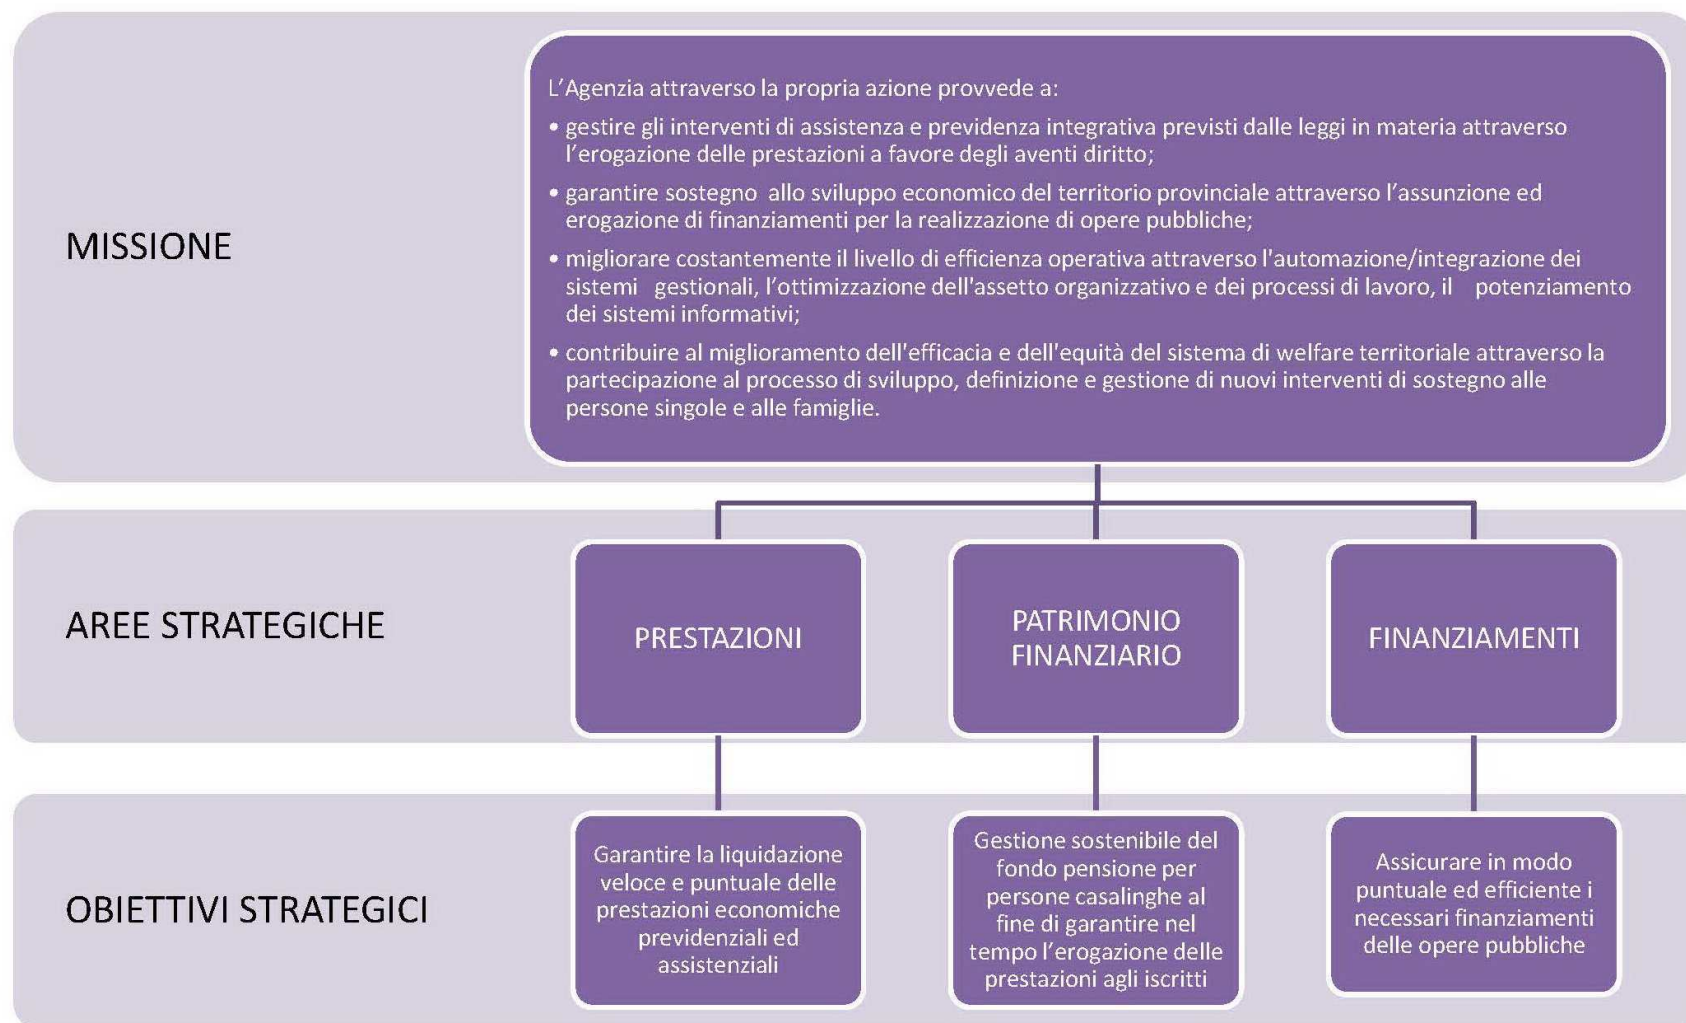 MISSIONE
L’Agenzia attraverso la propria azione provvede a:
• gestire gli interventi di assistenza e previdenza integrativa previsti dalle leggi in materia attraverso
l’erogazione delle prestazioni a favore degli aventi diritto;
• garantire sostegno allo sviluppo economico del territorio provinciale attraverso l’assunzione ed
erogazione di finanziamenti per la realizzazione di opere pubbliche;
• migliorare costantemente il livello di efficienza operativa attraverso l'automazione/integrazione dei
sistemi gestionali, l’ottimizzazione dell'assetto organizzativo e dei processi di lavoro, il potenziamento
dei sistemi informativi;
• contribuire al miglioramento dell'efficacia e dell'equità del sistema di welfare territoriale attraverso la
partecipazione al processo di sviluppo, definizione e gestione di nuovi interventi di sostegno alle
persone singole e alle famiglie.
AREE STRATEGICHE
PRESTAZIONI
PATRIMONIO
FINANZIARIO
FINANZIAMENTI
OBIETTIVI STRATEGICI
Garantire la liquidazione
veloce e puntuale delle
prestazioni economiche
previdenziali ed
assistenziali
Gestione sostenibile del
fondo pensione per
persone casalinghe al
fine di garantire nel
tempo l’erogazione delle
prestazioni agli iscritti
Assicurare in modo
puntuale ed efficiente i
necessari finanziamenti
delle opere pubbliche